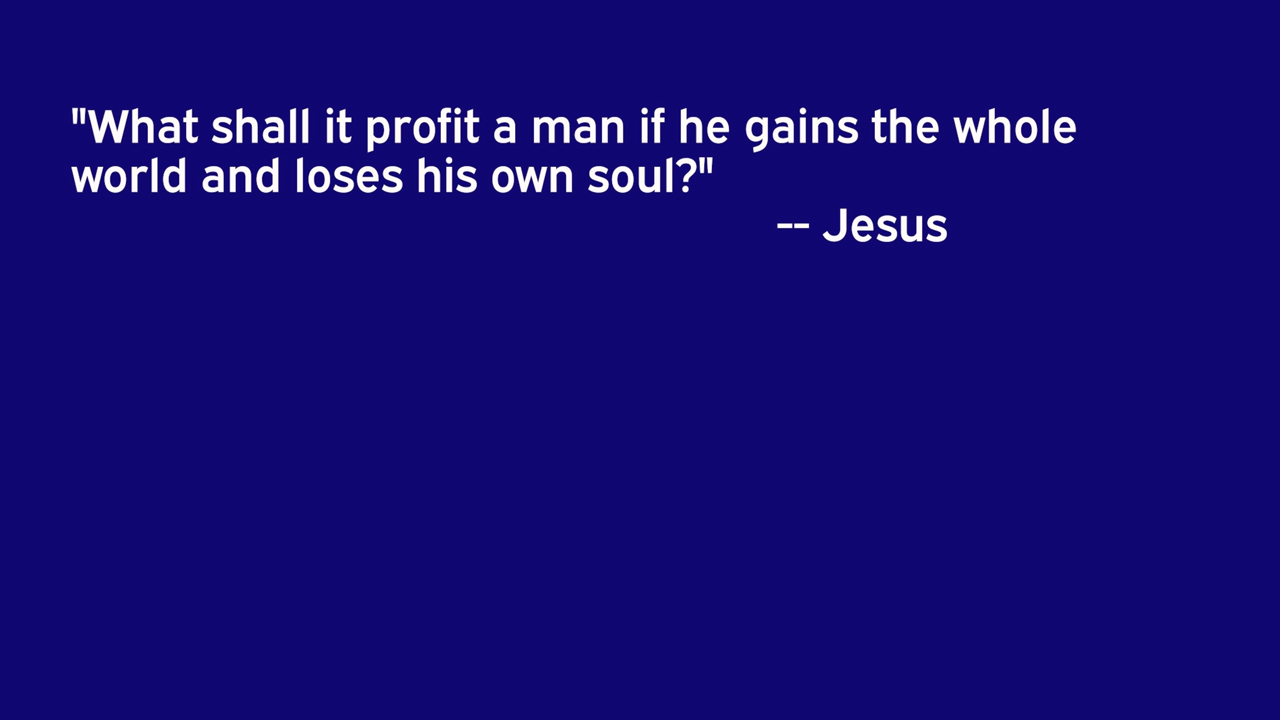 "What shall it profit a man if he gains the whole
world and loses his own soul?"
-- Jesus